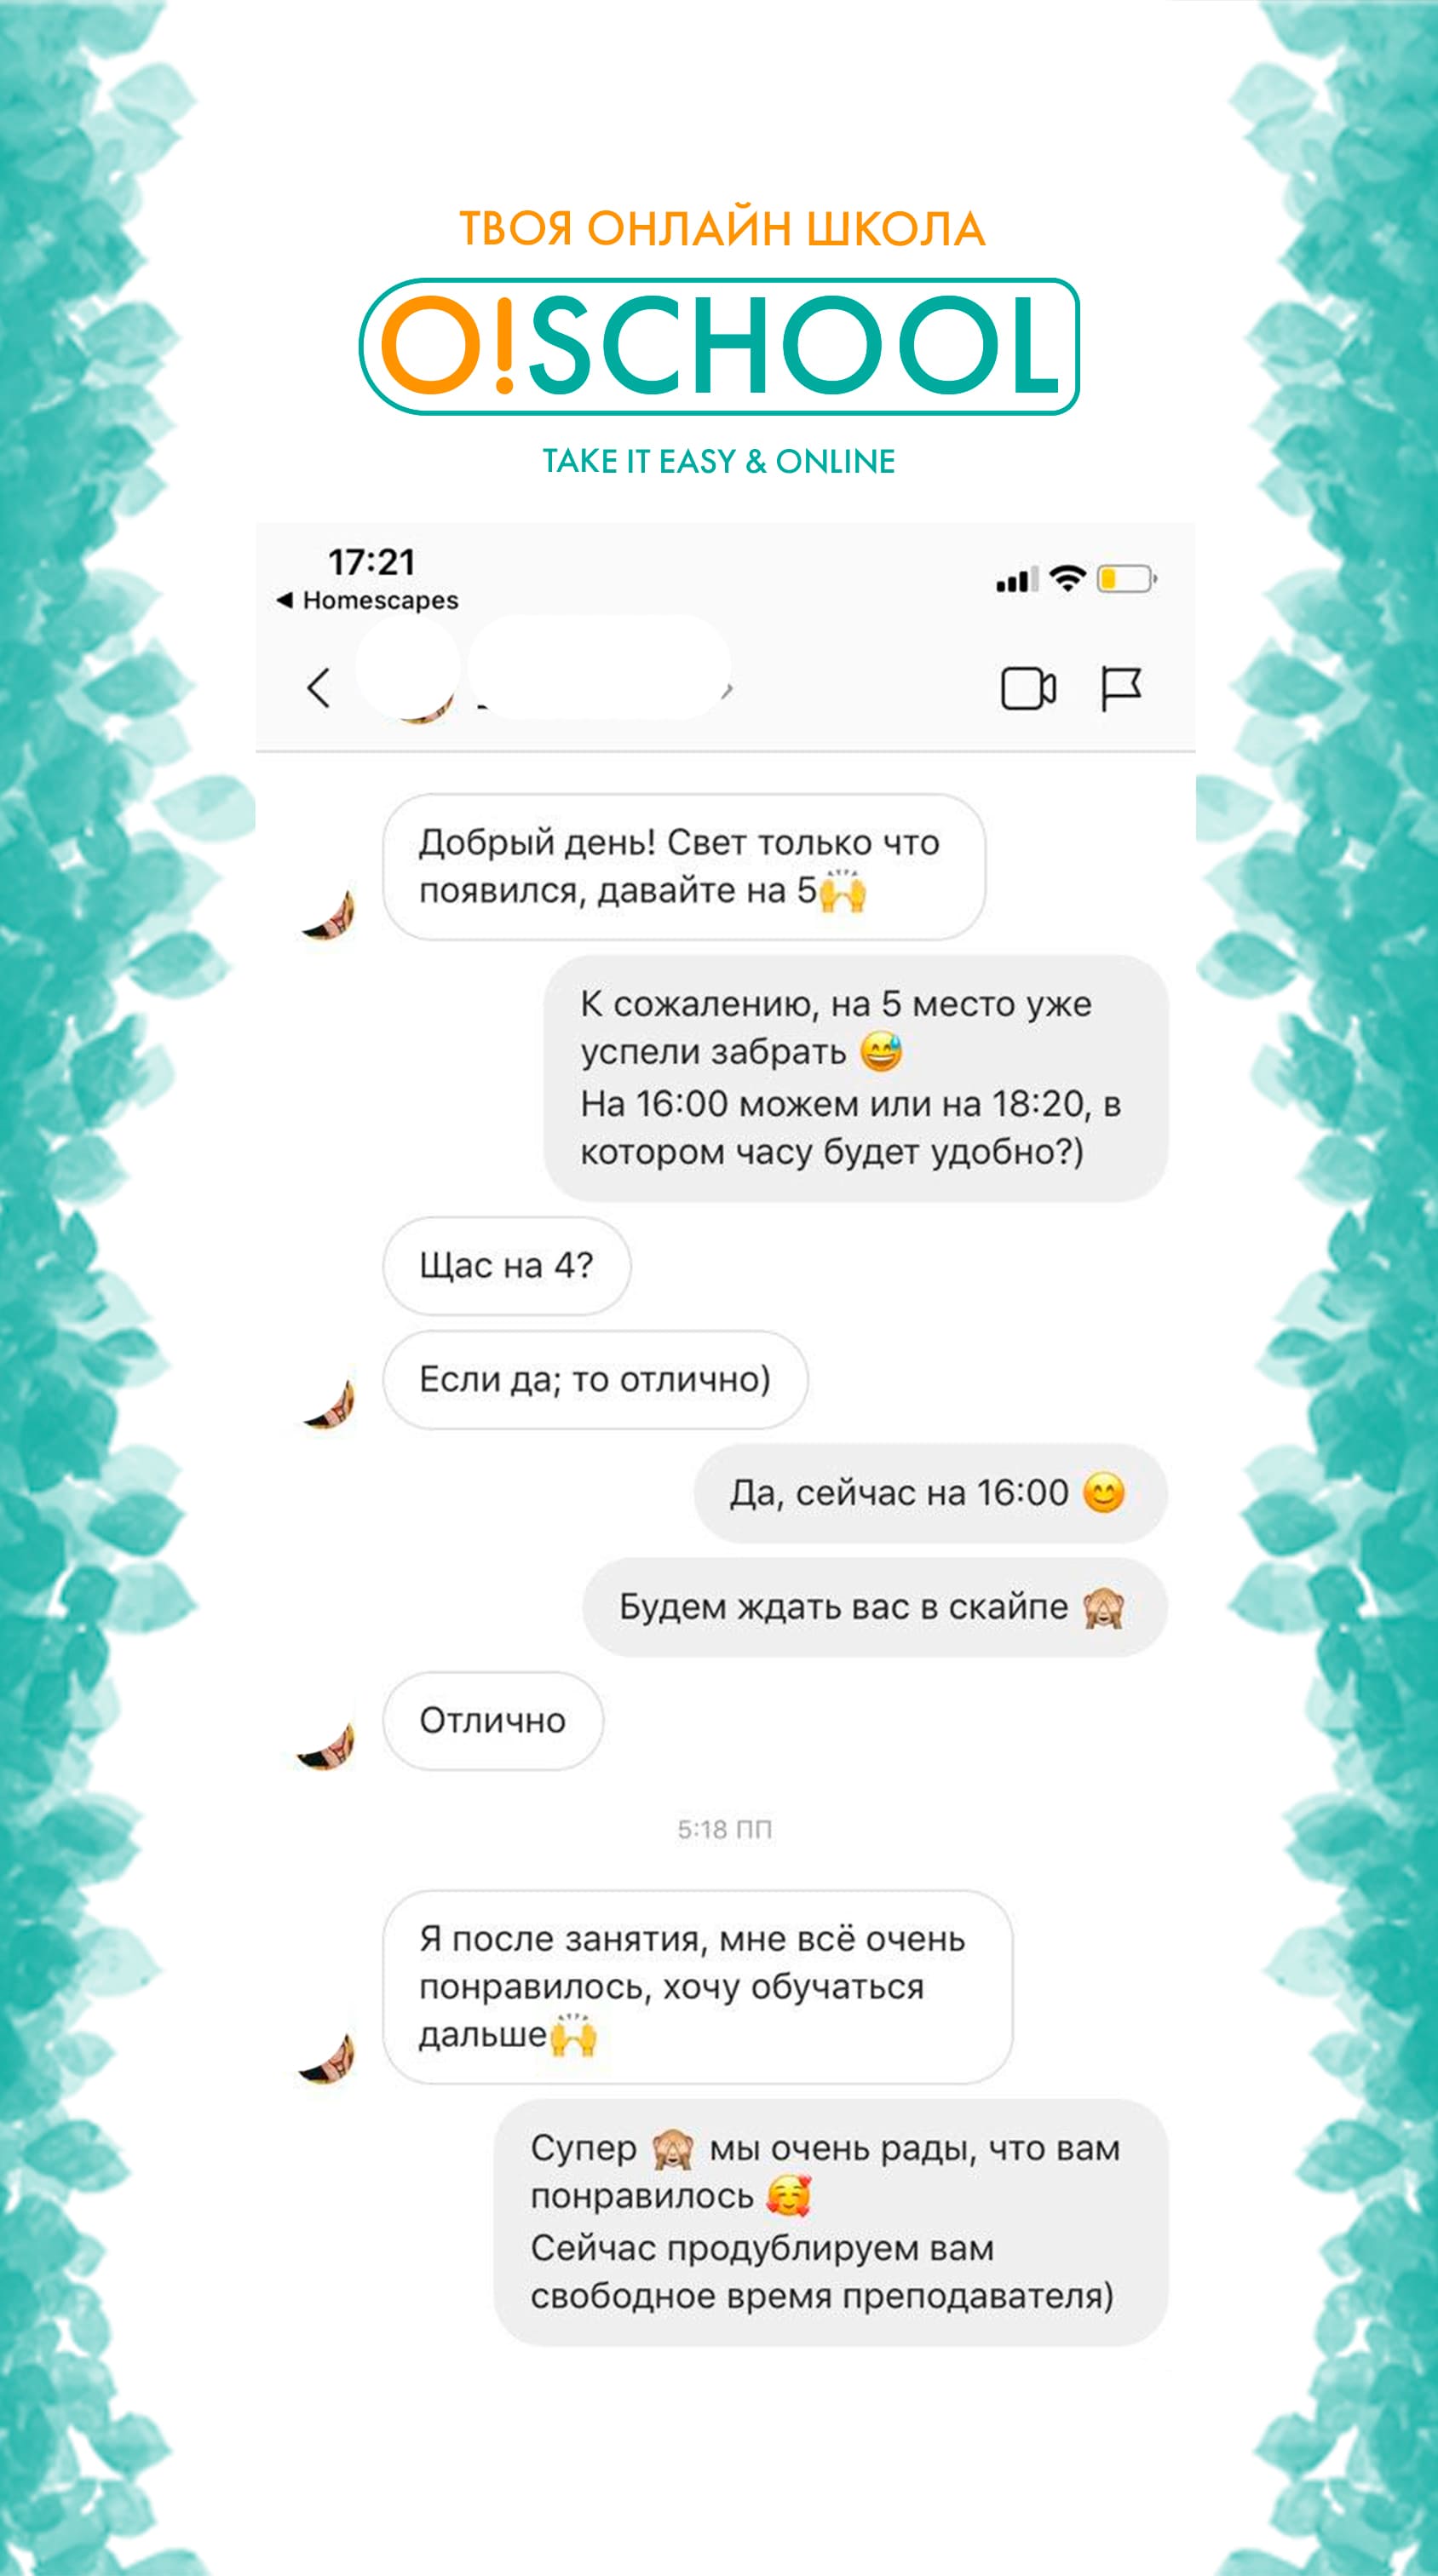 ТВОЯ ОНЛАЙН ШКОЛА
O!SCHOOL
TAKE IT EASY & ONLINE
17:21
◀ Homescapes
Добрый день! Свет только что
появился, давайте на 5🙌
К сожалению, на 5 место уже
успели забрать 😅
На 16:00 можем или на 18:20, в
котором часу будет удобно?)
Щас на 4?
Если да; то отлично)
Да, сейчас на 16:00 😊
Будем ждать вас в скайпе 🙈
Отлично
5:18 ПП
Я после занятия, мне всё очень
понравилось, хочу обучаться
дальше🙌
Супер 🙈 мы очень рады, что вам
понравилось 🥰
Сейчас продублируем вам
свободное время преподавателя)